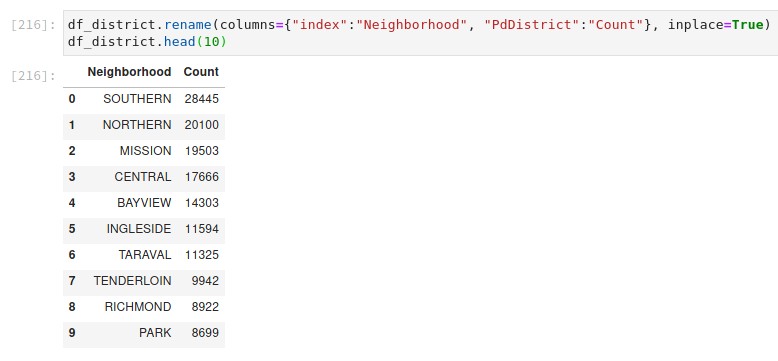 [216]: df_district.rename(columns={"index":"Neighborhood", "PdDistrict":"Count"}, inplace=True)
df_district.head(10)
[216]: Neighborhood Count
0 SOUTHERN 28445
1 NORTHERN 20100
2 MISSION 19503
3 CENTRAL 17666
4 BAYVIEW 14303
5 INGLESIDE 11594
6 TARAVAL 11325
7 TENDERLOIN 9942
8 RICHMOND 8922
9 PARK 8699